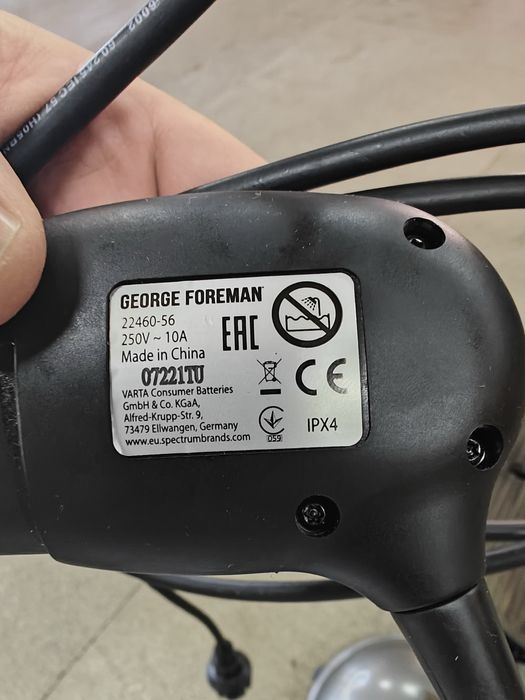 GEORGE FOREMAN
22460-56
250V ~ 10A
Made in China
07221TU
VARTA Consumer Batteries
GmbH & Co. KGaA,
Alfred-Krupp-Str. 9,
73479 Ellwangen, Germany
www.eu.spectrumbrands.com
EAC
CE
059
IPX4